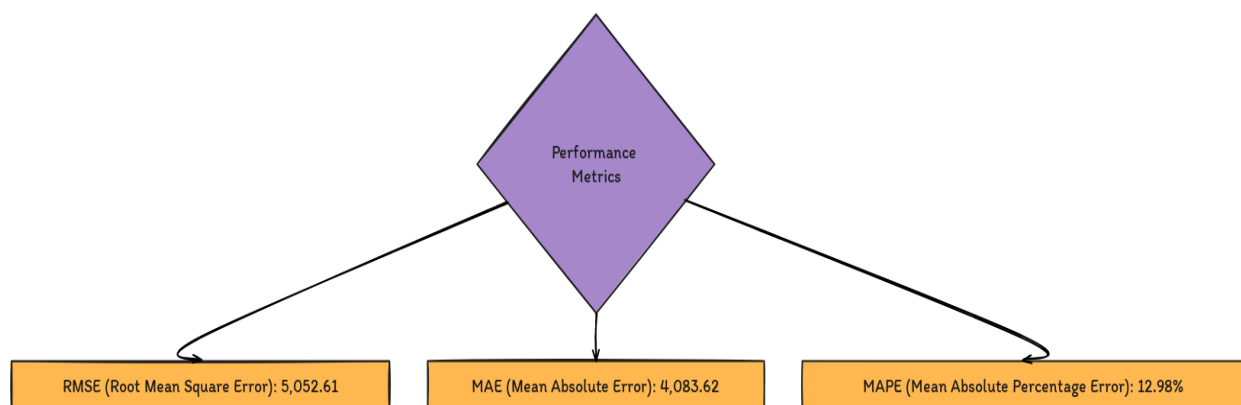 Performance
Metrics
RMSE (Root Mean Square Error): 5,052.61
MAE (Mean Absolute Error): 4,083.62
MAPE (Mean Absolute Percentage Error): 12.98%